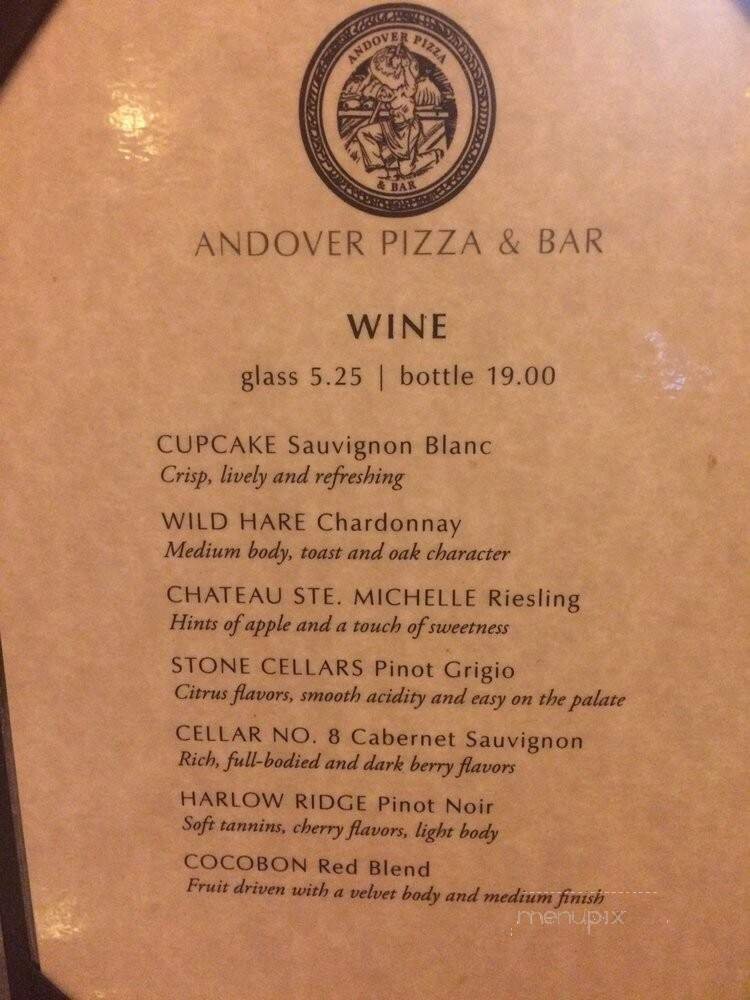 ANDOVER PIZZA
& BAR
ANDOVER PIZZA & BAR
WINE
glass 5.25 | bottle 19.00
CUPCAKE Sauvignon Blanc
Crisp, lively and refreshing
WILD HARE Chardonnay
Medium body, toast and oak character
CHATEAU STE. MICHELLE Riesling
Hints of apple and a touch of sweetness
STONE CELLARS Pinot Grigio
Citrus flavors, smooth acidity and easy on the palate
CELLAR NO. 8 Cabernet Sauvignon
Rich, full-bodied and dark berry flavors
HARLOW RIDGE Pinot Noir
Soft tannins, cherry flavors, light body
COCOBON Red Blend
Fruit driven with a velvet body and medium finish
menupix